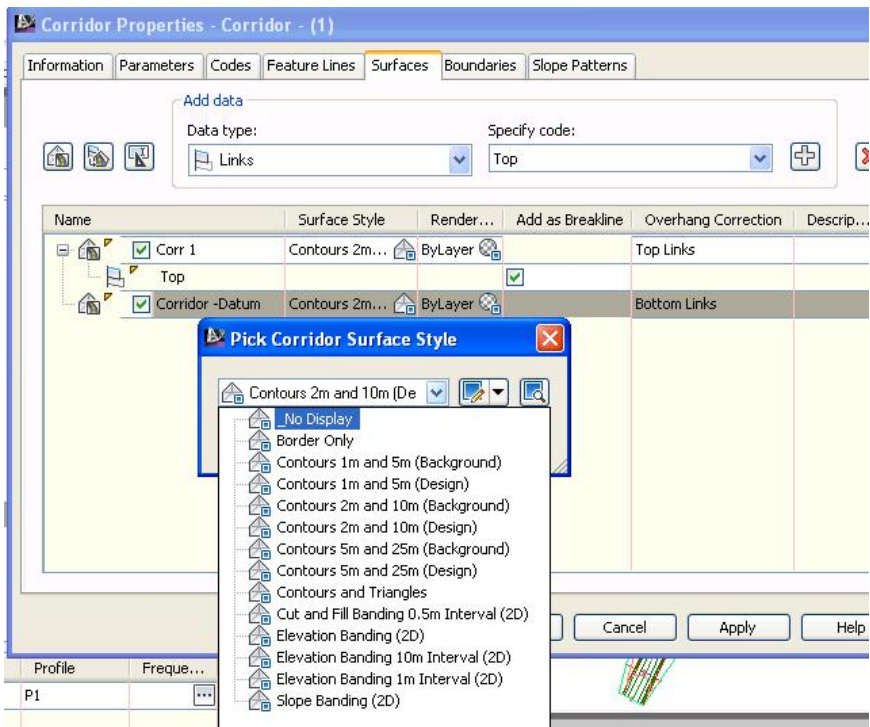 Corridor Properties - Corridor - (1)
Information Parameters Codes Feature Lines Surfaces Boundaries Slope Patterns
Add data
Data type: Specify code:
Links Top
Name Surface Style Render... Add as Breakline Overhang Correction Descrip...
Corr 1 Contours 2m... ByLayer Top Links
Top
Corridor -Datum Contours 2m... ByLayer Bottom Links
Pick Corridor Surface Style
Contours 2m and 10m (De
_No Display
Border Only
Contours 1m and 5m (Background)
Contours 1m and 5m (Design)
Contours 2m and 10m (Background)
Contours 2m and 10m (Design)
Contours 5m and 25m (Background)
Contours 5m and 25m (Design)
Contours and Triangles
Cut and Fill Banding 0.5m Interval (2D)
Elevation Banding (2D)
Elevation Banding 10m Interval (2D)
Elevation Banding 1m Interval (2D)
Slope Banding (2D)
Cancel Apply Help
Profile Freque...
P1 ...